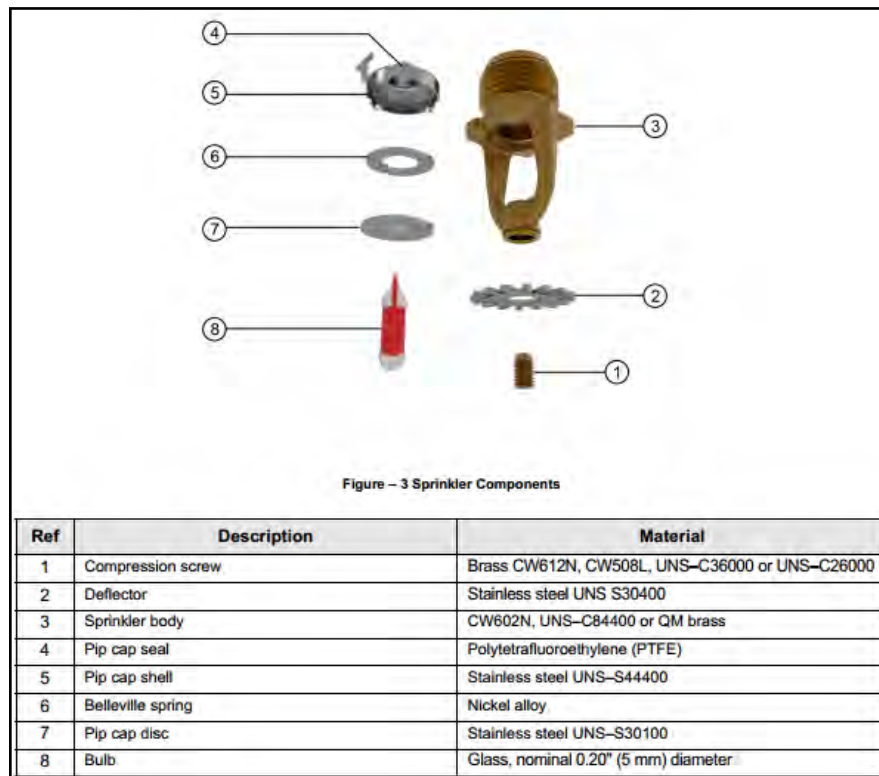 4
5
3
6
7
2
8
1
Figure – 3 Sprinkler Components
Ref Description Material
1 Compression screw Brass CW612N, CW508L, UNS–C36000 or UNS–C26000
2 Deflector Stainless steel UNS S30400
3 Sprinkler body CW602N, UNS–C84400 or QM brass
4 Pip cap seal Polytetrafluoroethylene (PTFE)
5 Pip cap shell Stainless steel UNS–S44400
6 Belleville spring Nickel alloy
7 Pip cap disc Stainless steel UNS–S30100
8 Bulb Glass, nominal 0.20" (5 mm) diameter